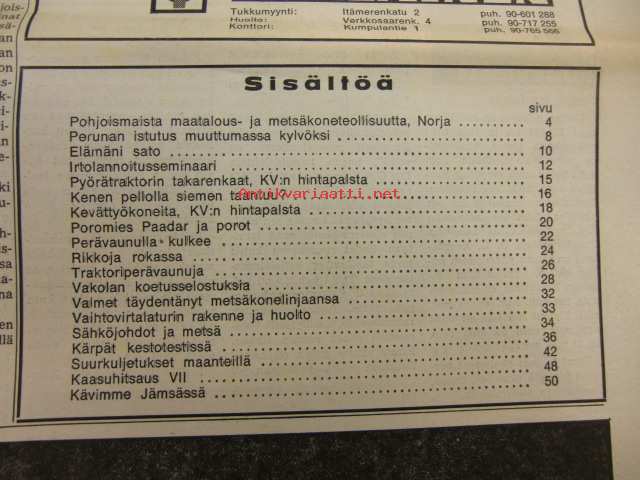 Tukkumyynti: Itämerenkatu 2 puh. 90-601 288
Huolto: Verkkosaarenk. 4 puh. 90-717 255
Konttori: Kumpulantie 1 puh. 90-765 566
Sisältöä
sivu
Pohjoismaista maatalous- ja metsäkoneteollisuutta, Norja .......... 4
Perunan istutus muuttumassa kylvöksi .......... 8
Elämäni sato .......... 10
Irtolannoitusseminaari .......... 12
Pyörätraktorin takarenkaat, KV:n hintapalsta .......... 15
Kenen pellolla siemen taantuu? .......... 16
antikvariaatti.net
Kevättyökoneita, KV:n hintapalsta .......... 18
Poromies Paadar ja porot .......... 20
Perävaunulla kulkee .......... 22
Rikkoja rokassa .......... 24
Traktoriperävaunuja .......... 26
Vakolan koetusselostuksia .......... 28
Valmet täydentänyt metsäkonelinjaansa .......... 32
Vaihtovirtalaturin rakenne ja huolto .......... 33
Sähköjohdot ja metsä .......... 34
Kärpät kestotestissä .......... 36
Suurkuljetukset maanteillä .......... 42
Kaasuhitsaus VII .......... 48
Kävimme Jämsässä .......... 50